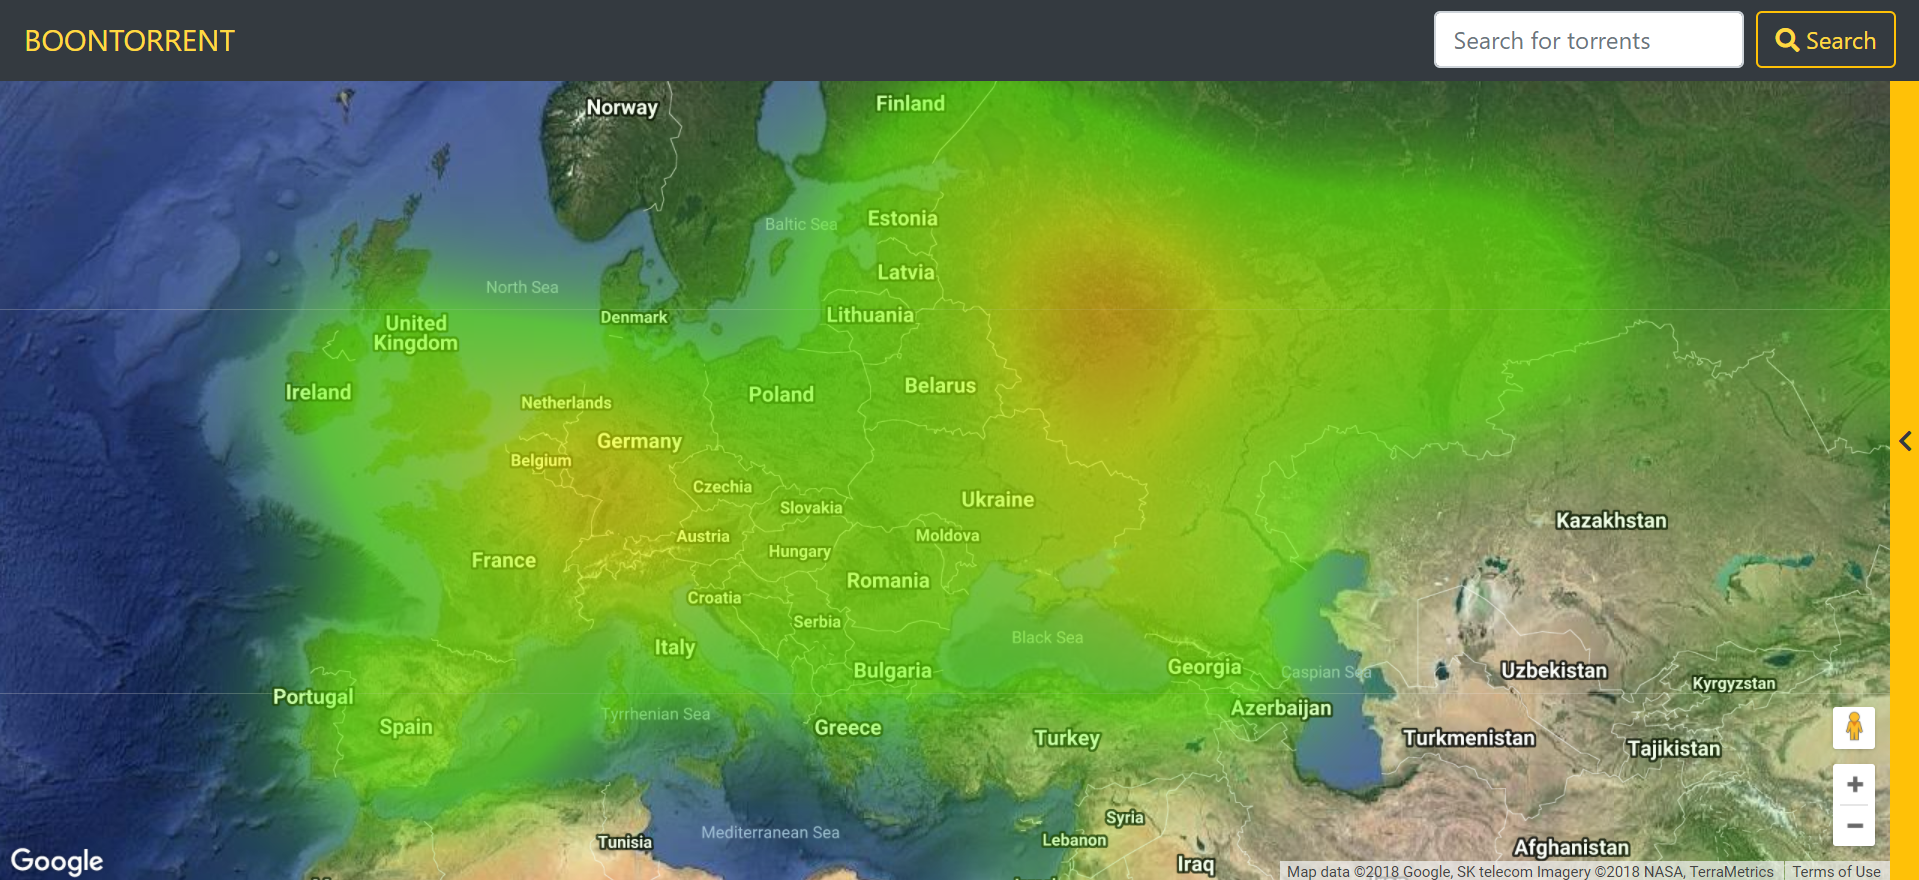 BOONTORRENT
Search for torrents
Search
Norway
Finland
Baltic Sea
Estonia
Latvia
North Sea
Denmark
Lithuania
United
Kingdom
Ireland
Netherlands
Poland
Belarus
Germany
Belgium
Czechia
Slovakia
Ukraine
Kazakhstan
Austria
Moldova
Hungary
France
Romania
Croatia
Serbia
Black Sea
Italy
Bulgaria
Georgia
Caspian Sea
Uzbekistan
Kyrgyzstan
Portugal
Azerbaijan
Tyrrhenian Sea
Spain
Greece
Turkey
Turkmenistan
Tajikistan
Syria
Mediterranean Sea
Tunisia
Lebanon
Afghanistan
Iraq
Google
Map data ©2018 Google, SK telecom Imagery ©2018 NASA, TerraMetrics
Terms of Use